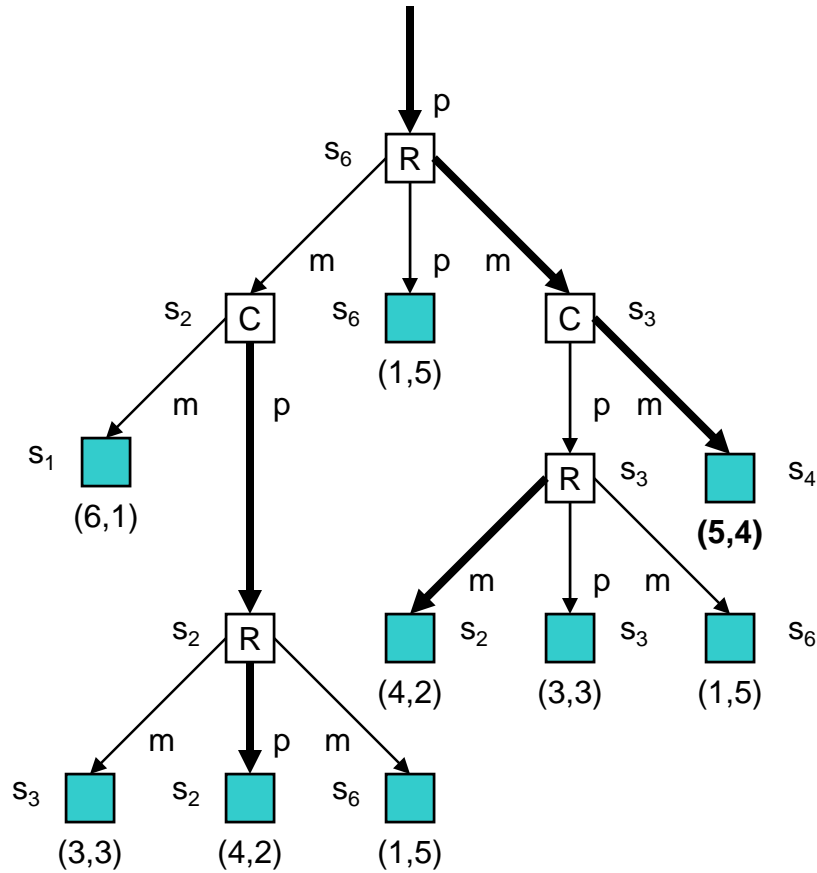 p
s₆ R
m p m
s₂ C s₆ C s₃
(1,5)
m p p m
s₁ R s₃ s₄
(6,1) (5,4)
m p m
s₂ R s₂ s₃ s₆
(4,2) (3,3) (1,5)
m p m
s₃ s₂ s₆
(3,3) (4,2) (1,5)